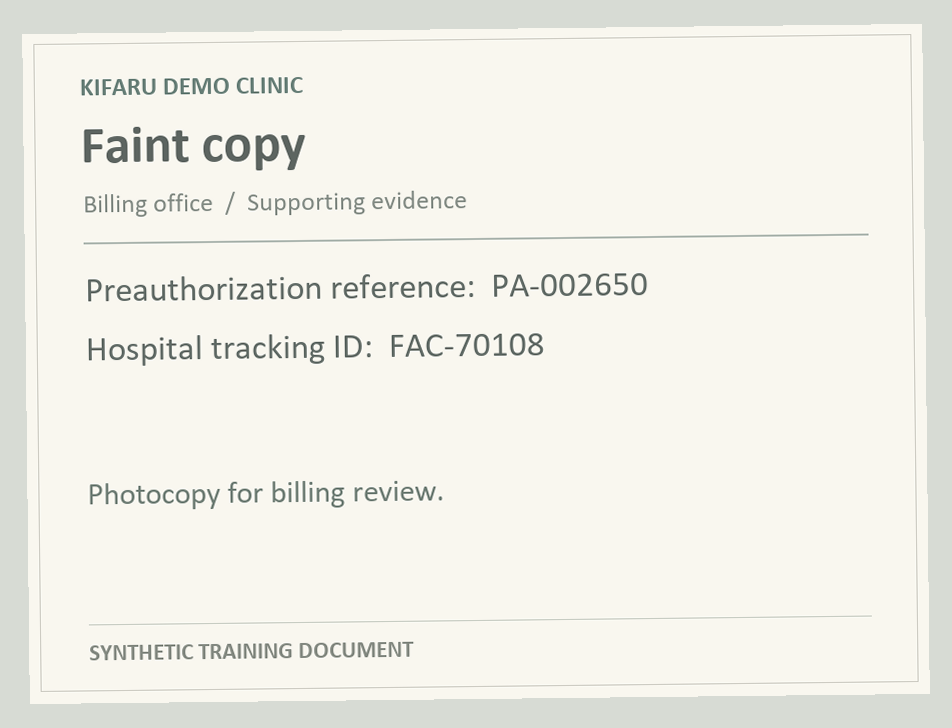 KIFARU DEMO CLINIC
Faint copy
Billing office / Supporting evidence
Preauthorization reference: PA-002650
Hospital tracking ID: FAC-70108
Photocopy for billing review.
SYNTHETIC TRAINING DOCUMENT